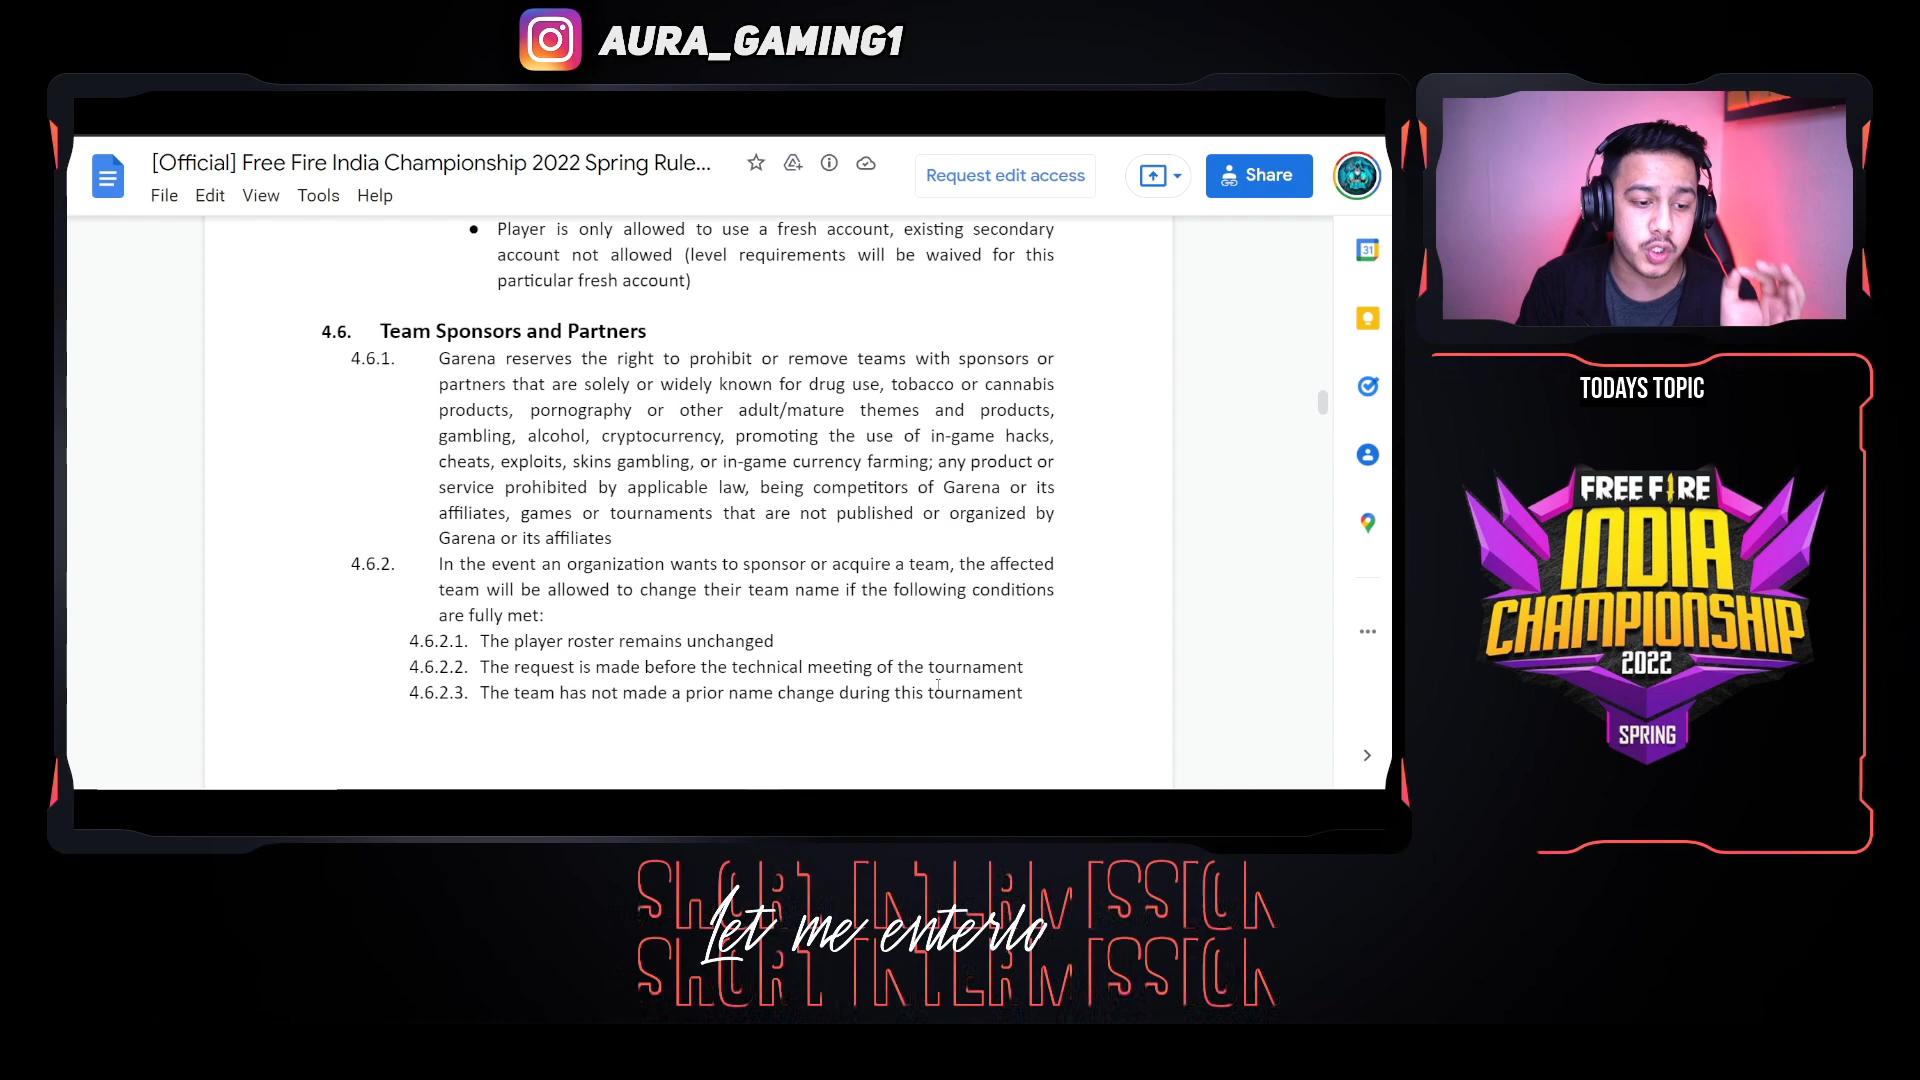 AURA_GAMING1
[Official] Free Fire India Championship 2022 Spring Rule...
Request edit access
Share
File Edit View Tools Help
● Player is only allowed to use a fresh account, existing secondary
account not allowed (level requirements will be waived for this
particular fresh account)
4.6. Team Sponsors and Partners
4.6.1. Garena reserves the right to prohibit or remove teams with sponsors or
partners that are solely or widely known for drug use, tobacco or cannabis
products, pornography or other adult/mature themes and products,
gambling, alcohol, cryptocurrency, promoting the use of in-game hacks,
cheats, exploits, skins gambling, or in-game currency farming; any product or
service prohibited by applicable law, being competitors of Garena or its
affiliates, games or tournaments that are not published or organized by
Garena or its affiliates
4.6.2. In the event an organization wants to sponsor or acquire a team, the affected
team will be allowed to change their team name if the following conditions
are fully met:
4.6.2.1. The player roster remains unchanged
4.6.2.2. The request is made before the technical meeting of the tournament
4.6.2.3. The team has not made a prior name change during this tournament
31
TODAYS TOPIC
FREE FIRE
INDIA
CHAMPIONSHIP
2022
SPRING
SHORT INTERMISSION
Let me enterlo
SHORT INTERMISSION